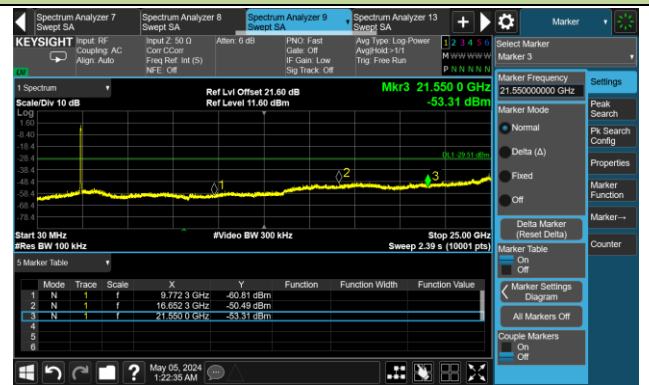 Spectrum Analyzer 7
Swept SA
Spectrum Analyzer 8
Swept SA
Spectrum Analyzer 9
Swept SA
Spectrum Analyzer 13
Swept SA
Marker
KEYSIGHT
Input: RF
Coupling: AC
Align: Auto
Input Z: 50 Ω
Corr CCorr
Freq Ref: Int (S)
NFE: Off
Atten: 6 dB
PNO: Fast
Gate: Off
IF Gain: Low
Sig Track: Off
Avg Type: Log-Power
Avg|Hold:>1/1
Trig: Free Run
1 2 3 4 5 6
M W W W W W
P N N N N N
Select Marker
Marker 3
1 Spectrum
Scale/Div 10 dB
Ref Lvl Offset 21.60 dB
Ref Level 11.60 dBm
Mkr3 21.550 0 GHz
-53.31 dBm
Log
1.60
-8.40
-18.4
-28.4
-38.4
-48.4
-58.4
-68.4
-78.4
DL1 -29.51 dBm
1
2
3
Start 30 MHz
#Res BW 100 kHz
#Video BW 300 kHz
Stop 25.00 GHz
Sweep 2.39 s (10001 pts)
5 Marker Table
Mode Trace Scale X Y Function Function Width Function Value
1 N 1 f 9.772 3 GHz -60.81 dBm
2 N 1 f 16.652 3 GHz -50.49 dBm
3 N 1 f 21.550 0 GHz -53.31 dBm
4
5
6
Marker Frequency
21.550000000 GHz
Marker Mode
Normal
Delta (Δ)
Fixed
Off
Delta Marker
(Reset Delta)
Marker Table
On
Off
Marker Settings
Diagram
All Markers Off
Couple Markers
On
Off
Settings
Peak
Search
Pk Search
Config
Properties
Marker
Function
Marker→
Counter
?
May 05, 2024
1:22:35 AM